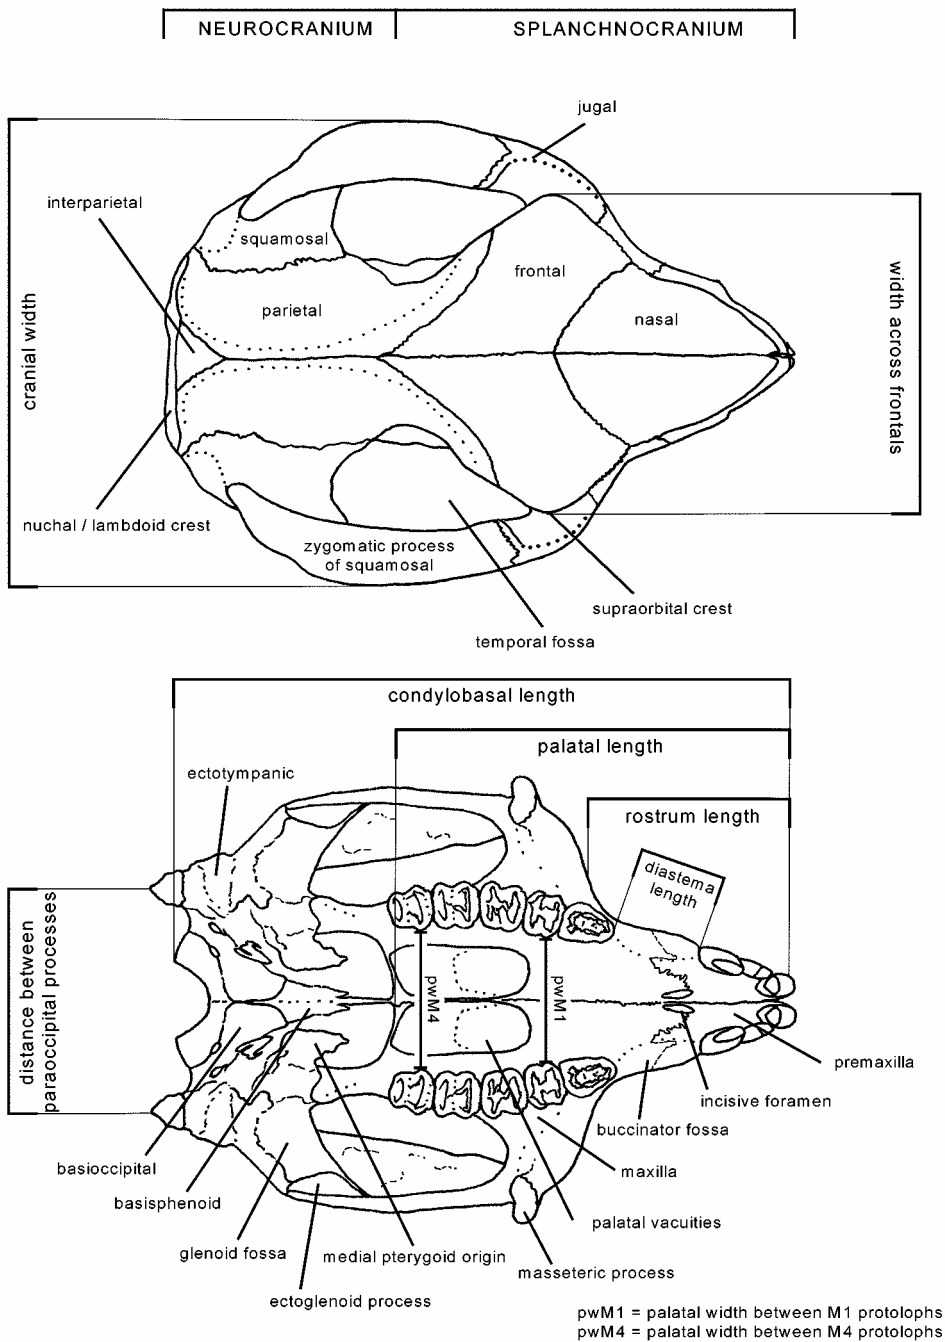 NEUROCRANIUM
SPLANCHNOCRANIUM
jugal
interparietal
squamosal
frontal
parietal
nasal
cranial width
width across frontals
nuchal / lambdoid crest
zygomatic process
of squamosal
supraorbital crest
temporal fossa
condylobasal length
palatal length
ectotympanic
rostrum length
diastema
length
distance between
paraoccipital processes
pwM4
pwM1
premaxilla
incisive foramen
buccinator fossa
basioccipital
maxilla
basisphenoid
palatal vacuities
glenoid fossa
medial pterygoid origin
masseteric process
ectoglenoid process
pwM1 = palatal width between M1 protolophs
pwM4 = palatal width between M4 protolophs